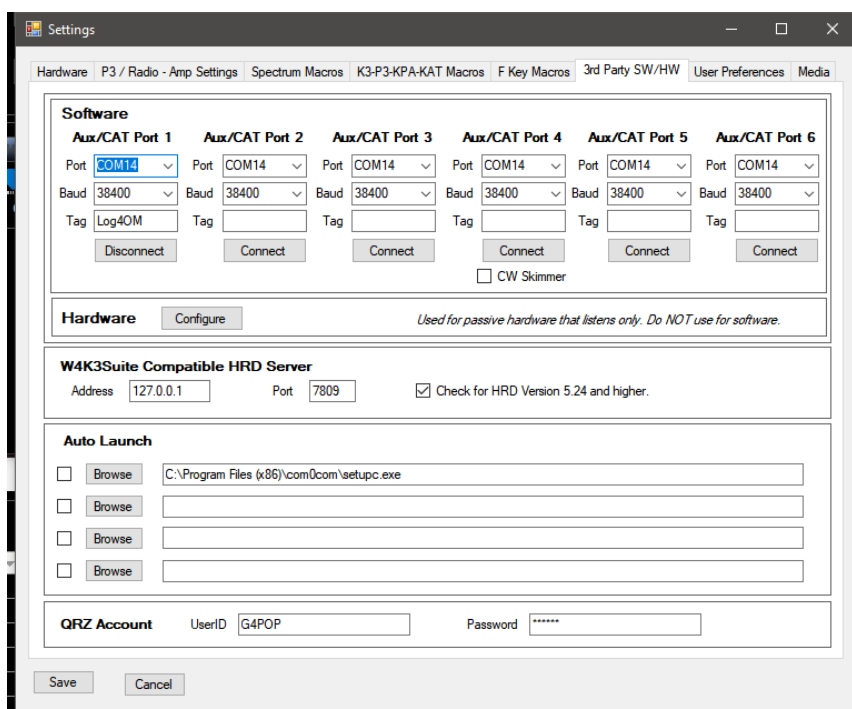 Settings
Hardware P3 / Radio - Amp Settings Spectrum Macros K3-P3-KPA-KAT Macros F Key Macros 3rd Party SW/HW User Preferences Media
Software
Aux/CAT Port 1 Aux/CAT Port 2 Aux/CAT Port 3 Aux/CAT Port 4 Aux/CAT Port 5 Aux/CAT Port 6
Port COM14 Port COM14 Port COM14 Port COM14 Port COM14 Port COM14
Baud 38400 Baud 38400 Baud 38400 Baud 38400 Baud 38400 Baud 38400
Tag Log4OM Tag Tag Tag Tag Tag
Disconnect Connect Connect Connect Connect Connect
CW Skimmer
Hardware Configure Used for passive hardware that listens only. Do NOT use for software.
W4K3Suite Compatible HRD Server
Address 127.0.0.1 Port 7809 Check for HRD Version 5.24 and higher.
Auto Launch
Browse C:\Program Files (x86)\com0com\setupc.exe
Browse
Browse
Browse
QRZ Account UserID G4POP Password ******
Save Cancel